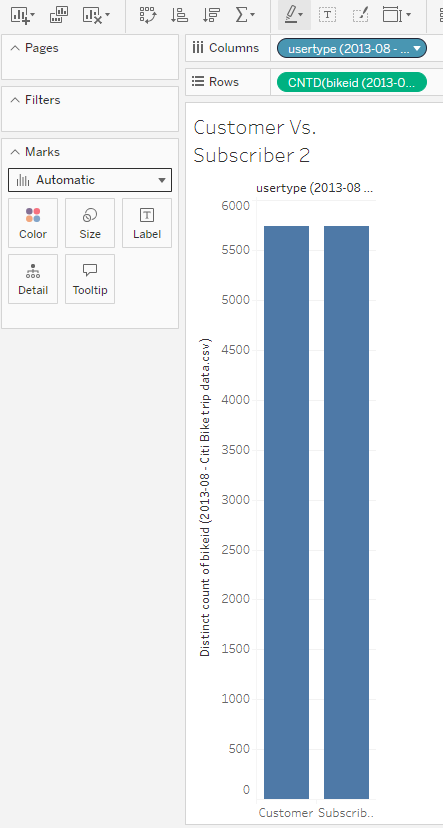 Pages
Columns
usertype (2013-08 - ...
Filters
Rows
CNTD(bikeid (2013-0...
Marks
Automatic
Color
Size
Label
Detail
Tooltip
Customer Vs.
Subscriber 2
usertype (2013-08 ...
6000
5500
5000
4500
4000
3500
3000
2500
2000
1500
1000
500
0
Distinct count of bikeid (2013-08 - Citi Bike trip data.csv)
Customer Subscrib..